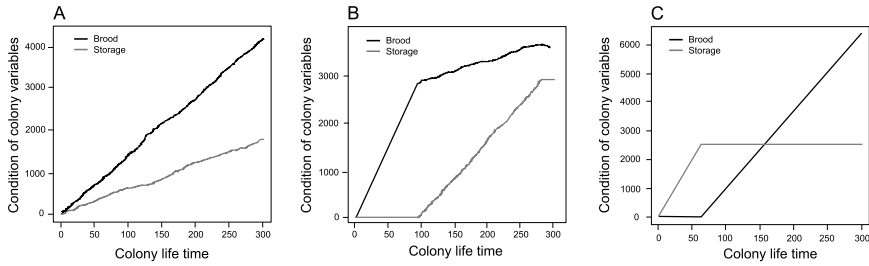 A
Condition of colony variables
4000
3000
2000
1000
0
Brood
Storage
0 50 100 150 200 250 300
Colony life time
B
Condition of colony variables
3000
2000
1000
0
Brood
Storage
0 50 100 150 200 250 300
Colony life time
C
Condition of colony variables
6000
5000
4000
3000
2000
1000
0
Brood
Storage
0 50 100 150 200 250 300
Colony life time